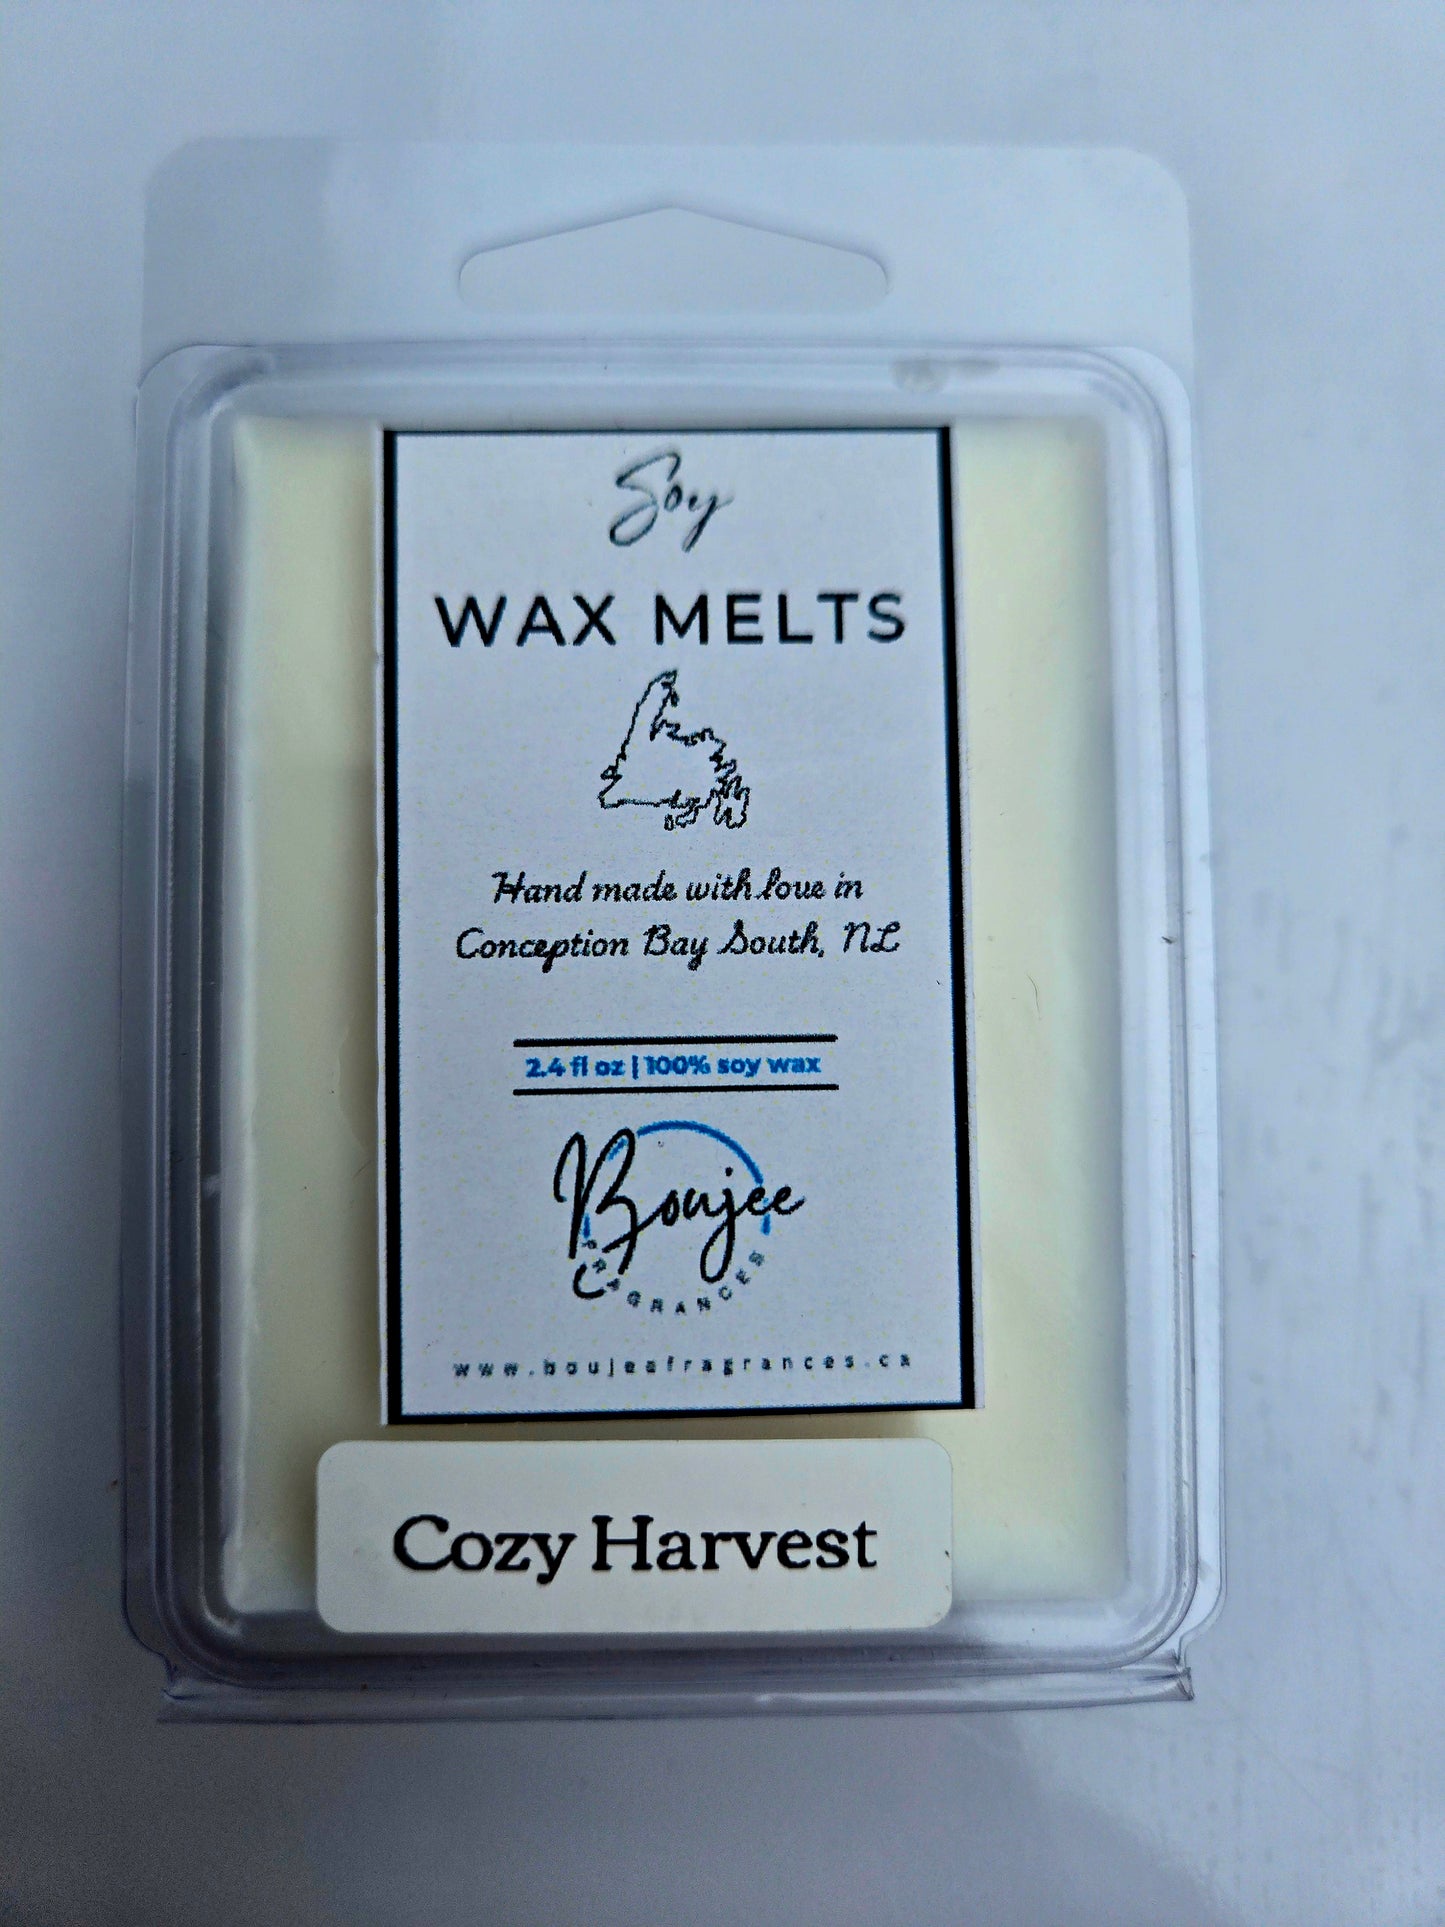 Soy
WAX MELTS
Hand made with love in
Conception Bay South, NL
2.4 fl oz | 100% soy wax
Boujee
FRAGRANCES
www.boujeefragrances.ca
Cozy Harvest